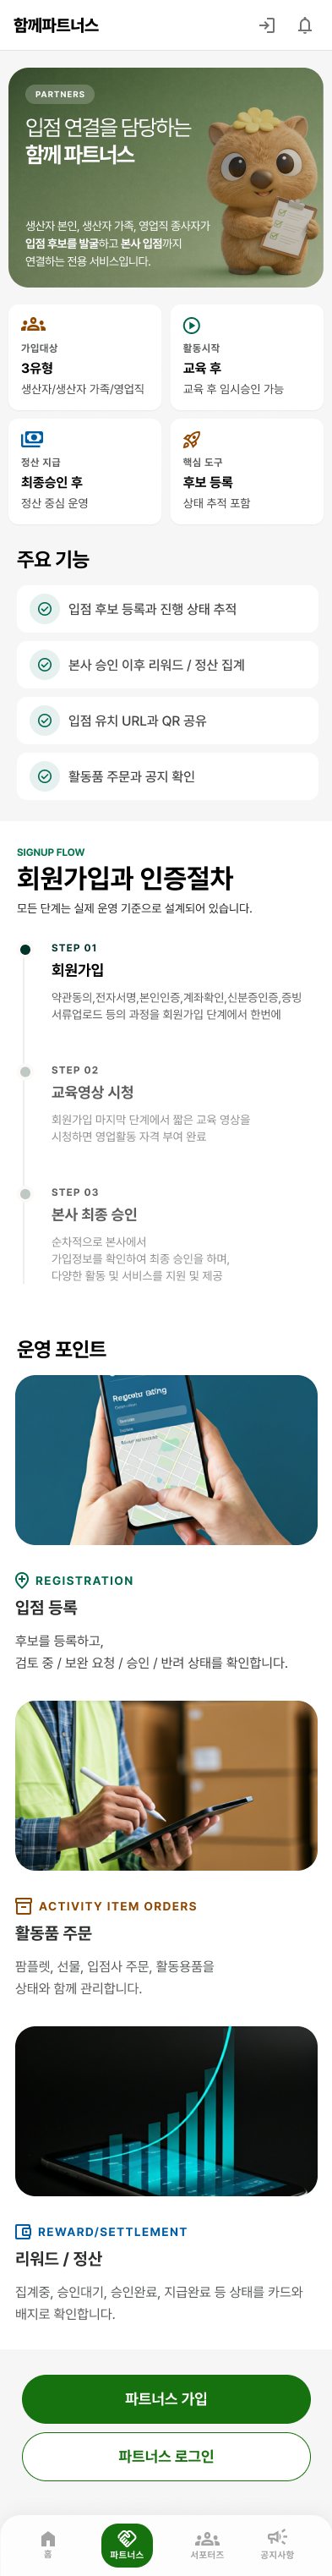 함께파트너스
PARTNERS
입점 연결을 담당하는
함께 파트너스
생산자 본인, 생산자 가족, 영업직 종사자가
입점 후보를 발굴하고 본사 입점까지
연결하는 전용 서비스입니다.
가입대상
3유형
생산자/생산자 가족/영업직
활동시작
교육 후
교육 후 임시승인 가능
정산 지급
최종승인 후
정산 중심 운영
핵심 도구
후보 등록
상태 추적 포함
주요 기능
입점 후보 등록과 진행 상태 추적
본사 승인 이후 리워드 / 정산 집계
입점 유치 URL과 QR 공유
활동품 주문과 공지 확인
SIGNUP FLOW
회원가입과 인증절차
모든 단계는 실제 운영 기준으로 설계되어 있습니다.
STEP 01
회원가입
약관동의,전자서명,본인인증,계좌확인,신분증인증,증빙
서류업로드 등의 과정을 회원가입 단계에서 한번에
STEP 02
교육영상 시청
회원가입 마지막 단계에서 짧은 교육 영상을
시청하면 영업활동 자격 부여 완료
STEP 03
본사 최종 승인
순차적으로 본사에서
가입정보를 확인하여 최종 승인을 하며,
다양한 활동 및 서비스를 지원 및 제공
운영 포인트
REGISTRATION
입점 등록
후보를 등록하고,
검토 중 / 보완 요청 / 승인 / 반려 상태를 확인합니다.
ACTIVITY ITEM ORDERS
활동품 주문
팜플렛, 선물, 입점사 주문, 활동용품을
상태와 함께 관리합니다.
REWARD/SETTLEMENT
리워드 / 정산
집계중, 승인대기, 승인완료, 지급완료 등 상태를 카드와
배지로 확인합니다.
파트너스 가입
파트너스 로그인
홈
파트너스
서포터즈
공지사항